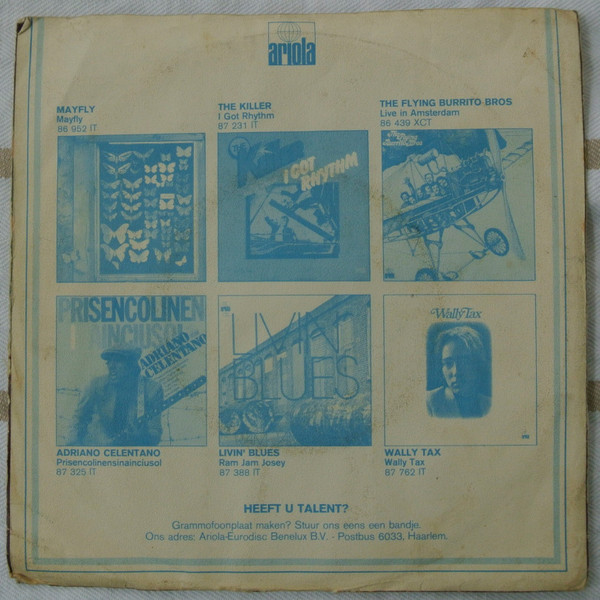 ariola
MAYFLY
Mayfly
86 952 IT
THE KILLER
I Got Rhythm
87 231 IT
THE FLYING BURRITO BROS
Live in Amsterdam
86 439 XCT
I GOT
RHYTHM
PRISENCOLINEN
AINCIUSOL
ADRIANO
CELENTANO
LIVIN'
BLUES
Wally Tax
ADRIANO CELENTANO
Prisencolinensinainciusol
87 325 IT
LIVIN' BLUES
Ram Jam Josey
87 388 IT
WALLY TAX
Wally Tax
87 762 IT
HEEFT U TALENT?
Grammofoonplaat maken? Stuur ons eens een bandje.
Ons adres: Ariola-Eurodisc Benelux B.V. - Postbus 6033, Haarlem.